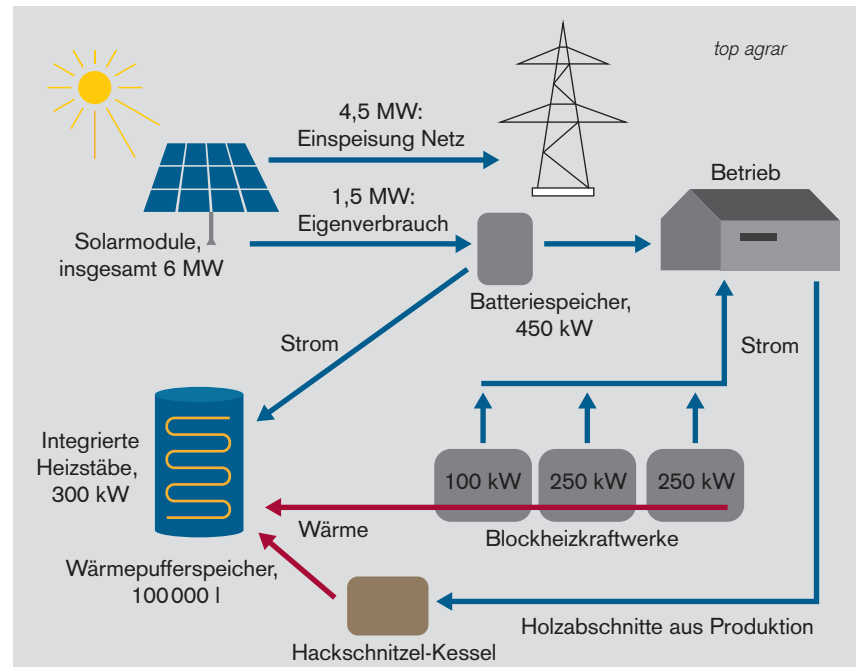 top agrar
4,5 MW:
Einspeisung Netz
Betrieb
1,5 MW:
Eigenverbrauch
Solarmodule,
insgesamt 6 MW
Batteriespeicher,
450 kW
Strom
Strom
Integrierte
Heizstäbe,
300 kW
100 kW
250 kW
250 kW
Wärme
Blockheizkraftwerke
Wärmepufferspeicher,
100 000 l
Holzabschnitte aus Produktion
Hackschnitzel-Kessel